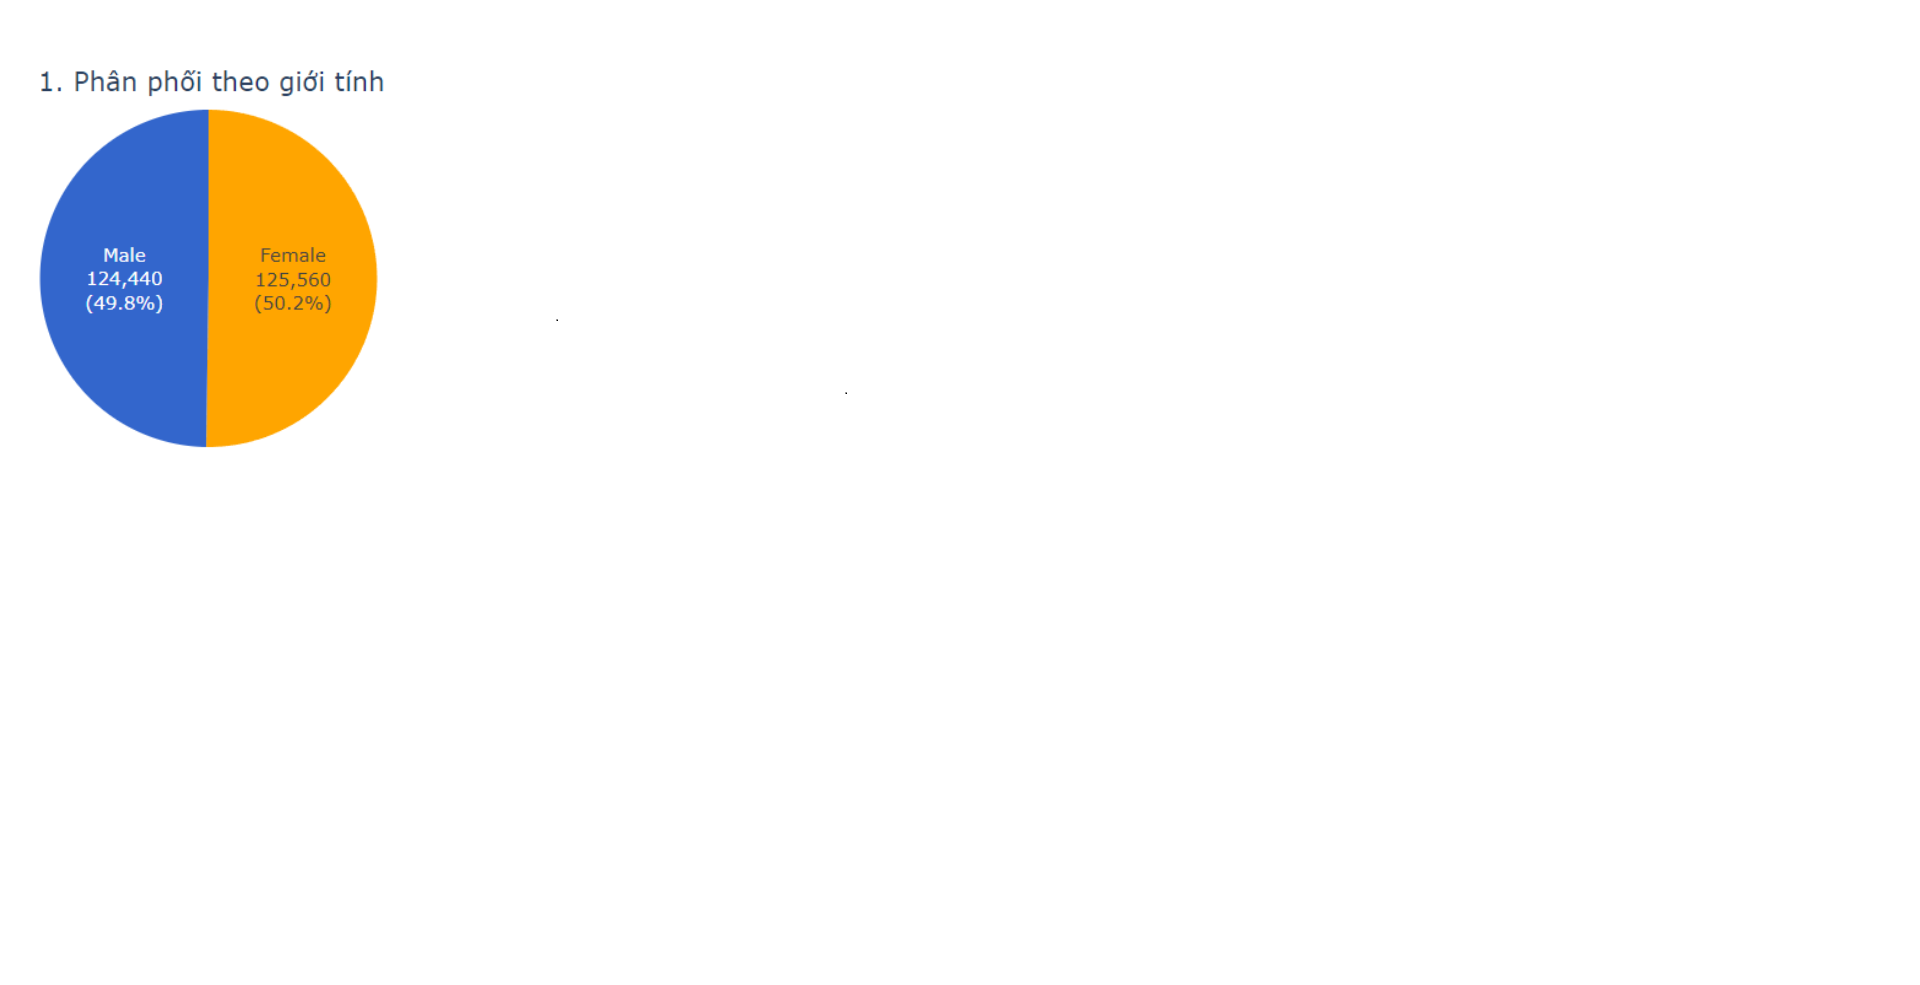 1. Phân phối theo giới tính
Male
124,440
(49.8%)
Female
125,560
(50.2%)